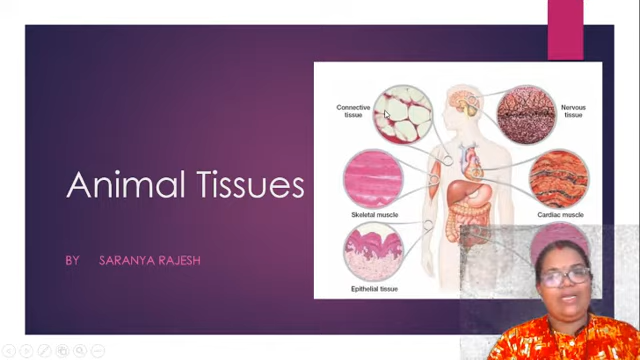 Animal Tissues
BY SARANYA RAJESH
Connective
tissue
Nervous
tissue
Skeletal muscle
Cardiac muscle
Epithelial tissue